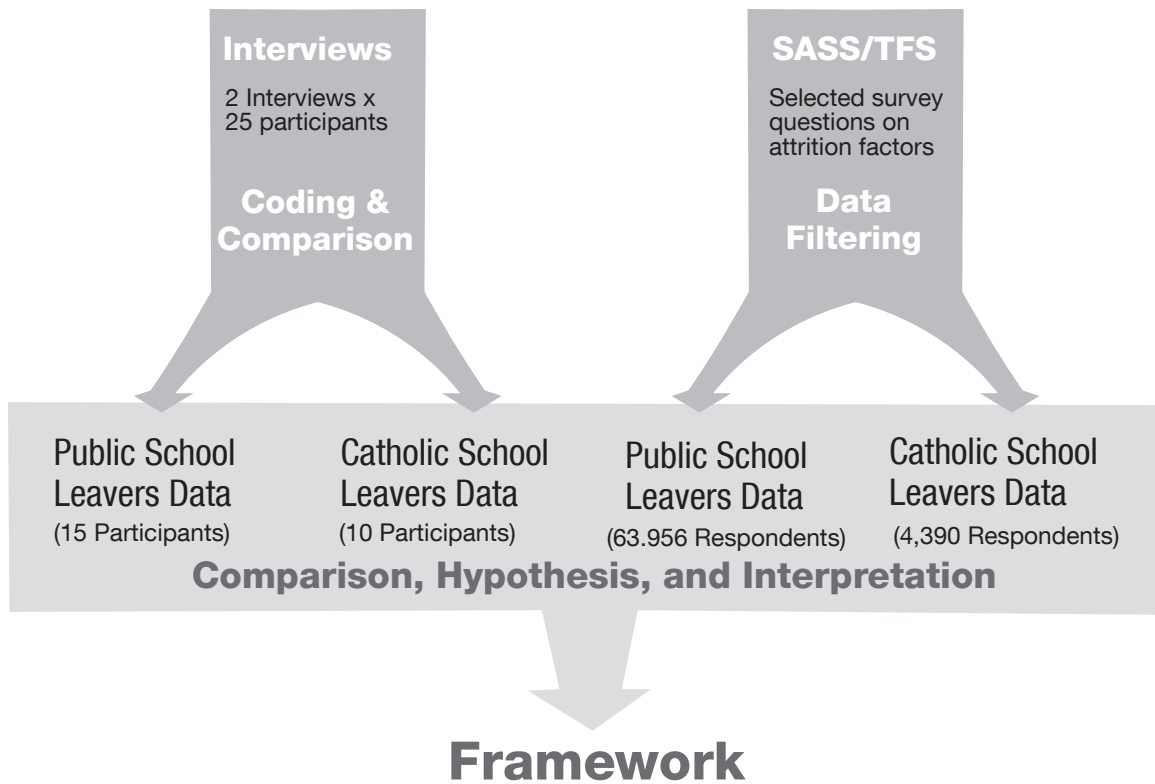 Interviews
2 Interviews x
25 participants
Coding &
Comparison
SASS/TFS
Selected survey
questions on
attrition factors
Data
Filtering
Public School
Leavers Data
(15 Participants)
Catholic School
Leavers Data
(10 Participants)
Public School
Leavers Data
(63.956 Respondents)
Catholic School
Leavers Data
(4,390 Respondents)
Comparison, Hypothesis, and Interpretation
Framework